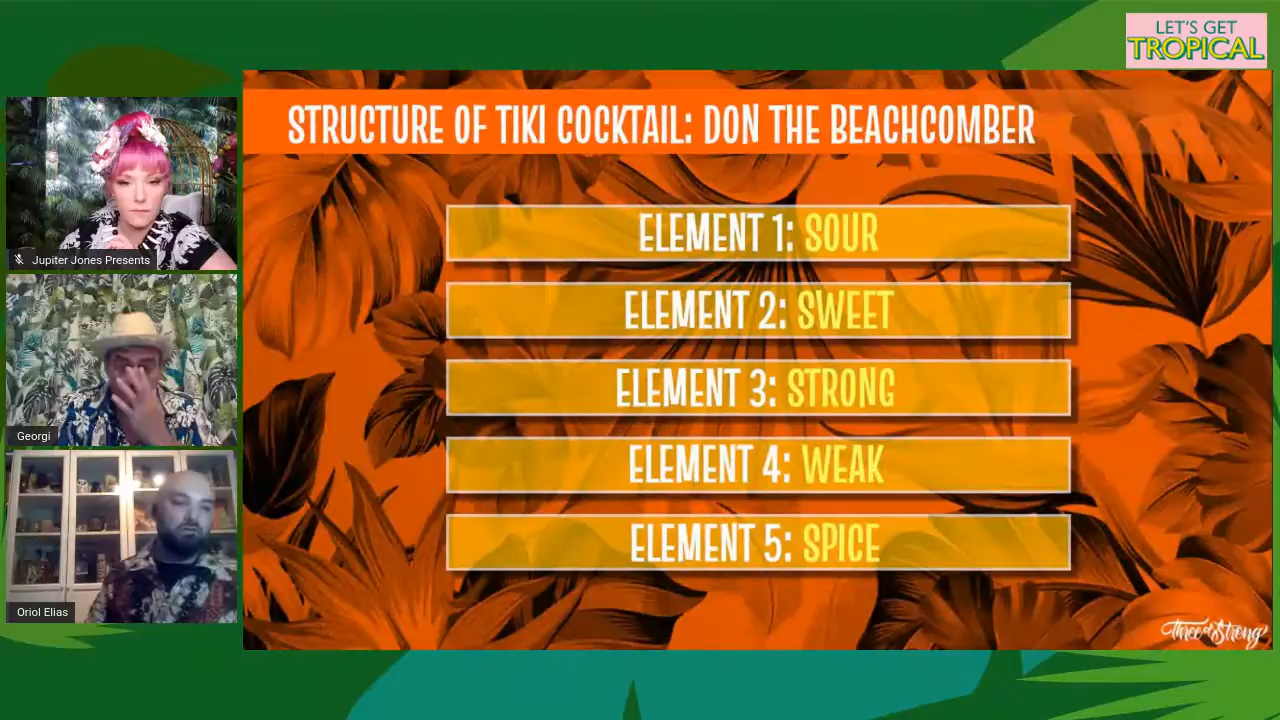 LET'S GET
TROPICAL
STRUCTURE OF TIKI COCKTAIL: DON THE BEACHCOMBER
ELEMENT 1: SOUR
ELEMENT 2: SWEET
ELEMENT 3: STRONG
ELEMENT 4: WEAK
ELEMENT 5: SPICE
Jupiter Jones Presents
Georgi
Oriol Elias
Three of Strong